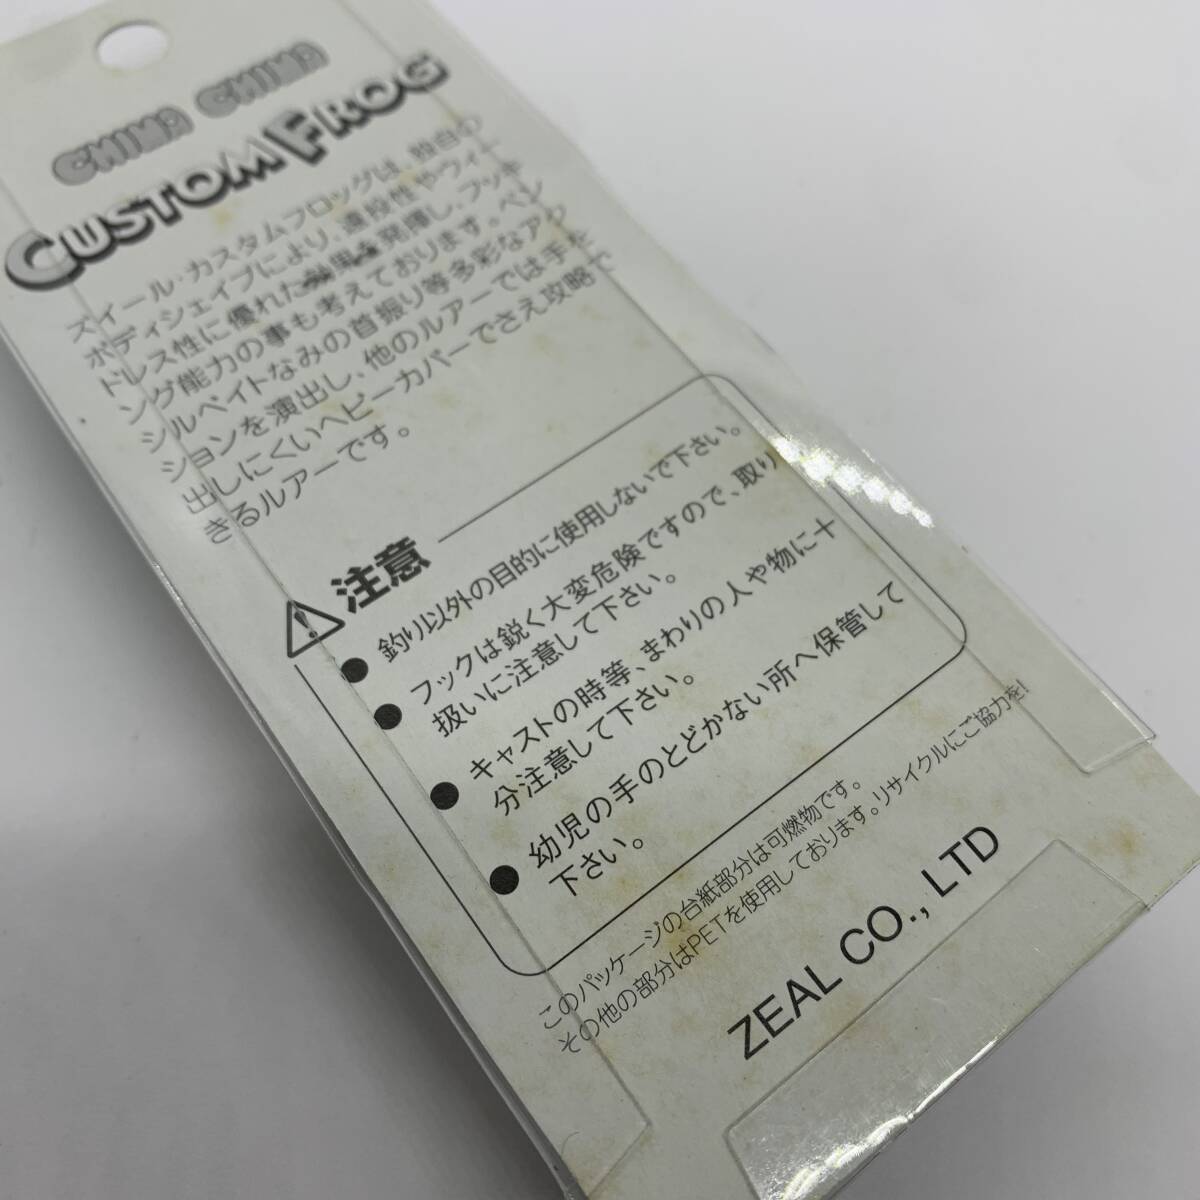 CHIMA CHIMA
CUSTOM FROG
ズイール・カスタムフロッグは、独自の
ボディシェイプにより、遠投性やウィー
ドレス性に優れた効果を発揮し、フッキ
ング能力の事も考えております。ペン
シルベイトなみの首振り等多彩なアク
ションを演出し、他のルアーでは手を
出しにくいヘビーカバーでさえ攻略で
きるルアーです。
注意
● 釣り以外の目的に使用しないで下さい。
● フックは鋭く大変危険ですので、取り
扱いに注意して下さい。
● キャストの時等、まわりの人や物に十
分注意して下さい。
● 幼児の手のとどかない所へ保管して
下さい。
このパッケージの台紙部分は可燃物です。
その他の部分はPETを使用しております。リサイクルにご協力を!
ZEAL CO., LTD